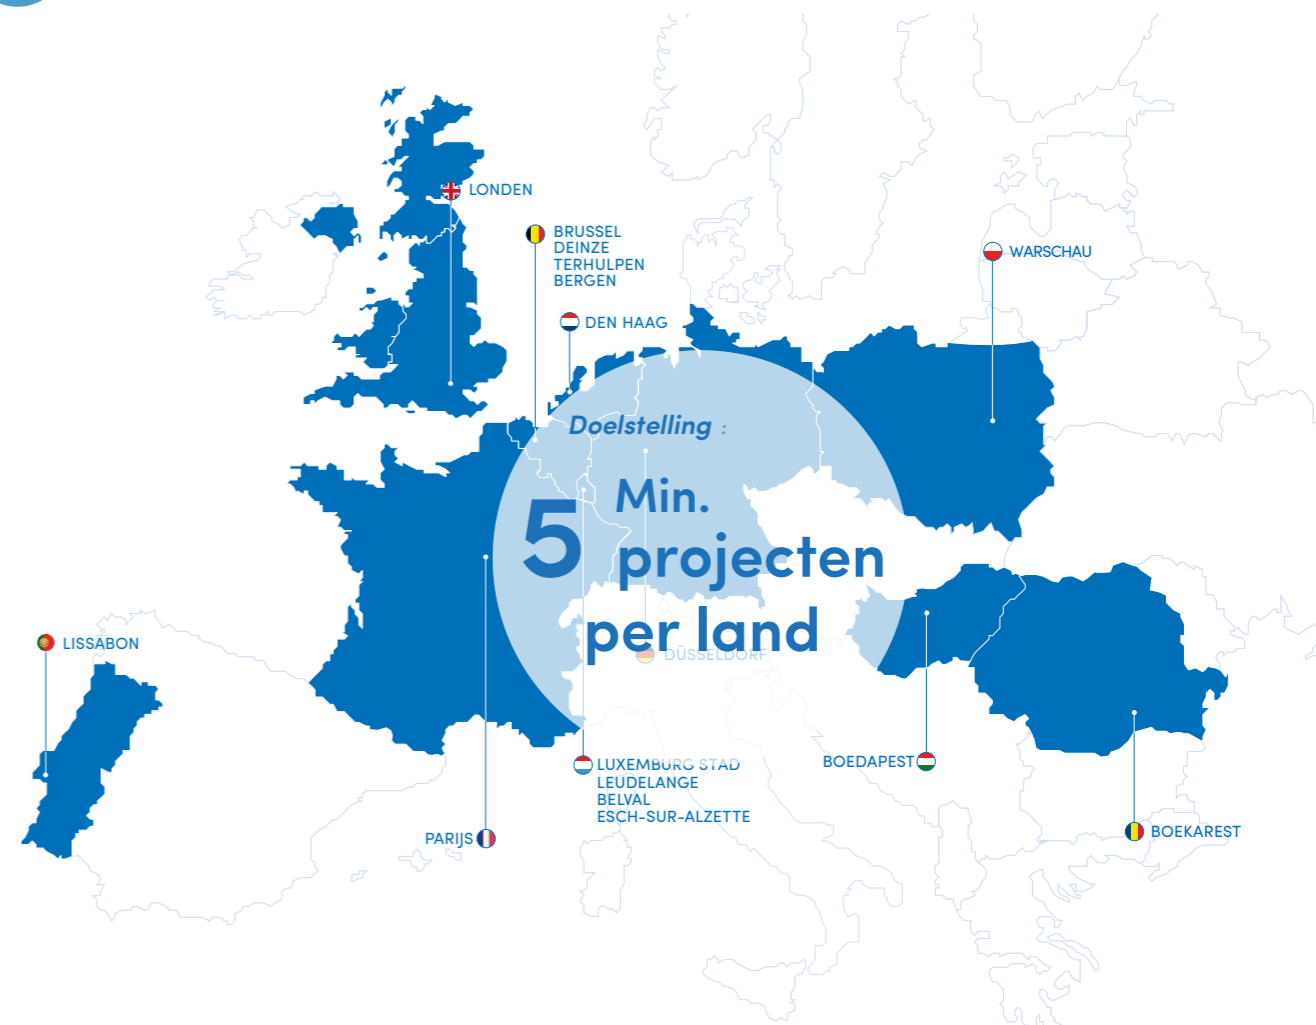 LONDEN
BRUSSEL
DEINZE
TERHULPEN
BERGEN
WARSCHAU
DEN HAAG
Doelstelling :
5 Min.
projecten
per land
LISSABON
DÜSSELDORF
LUXEMBURG STAD
LEUDELANGE
BELVAL
ESCH-SUR-ALZETTE
BOEDAPEST
PARIJS
BOEKAREST